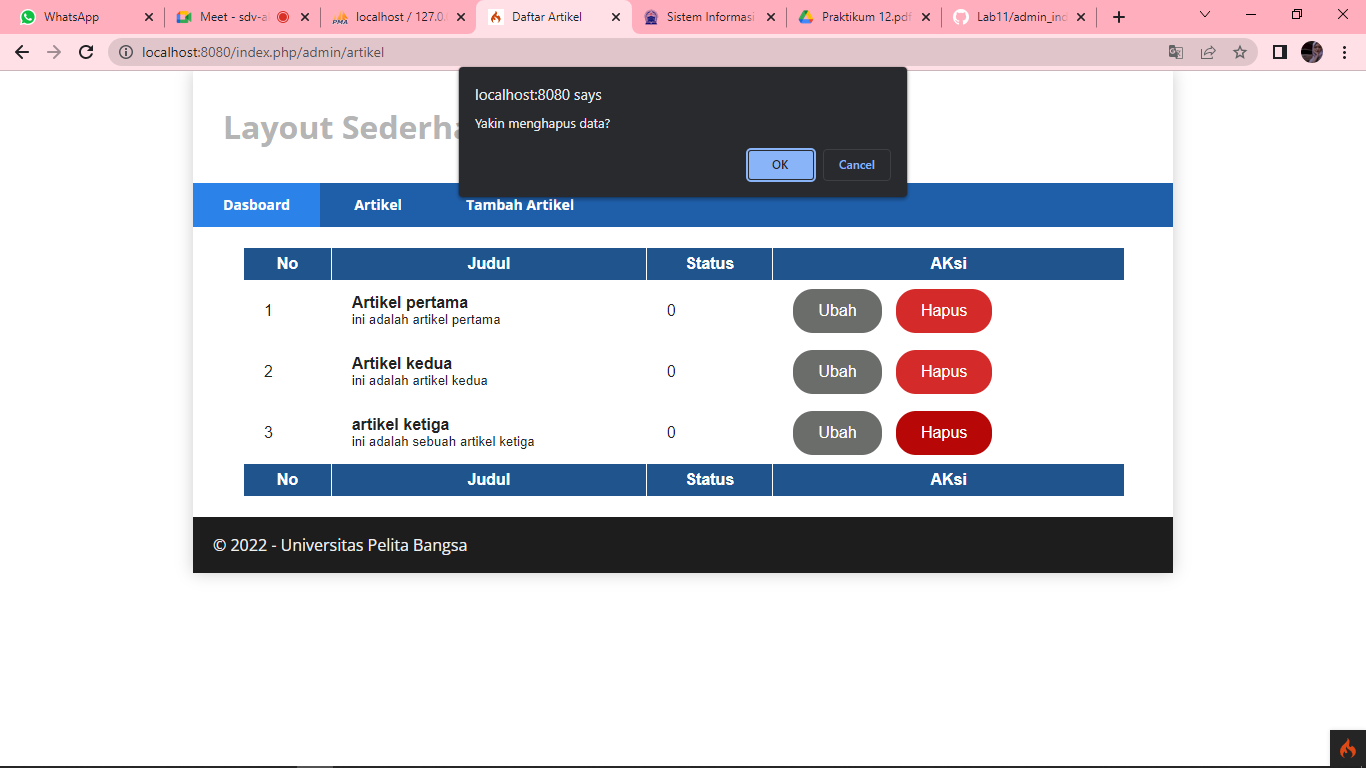 WhatsApp
Meet - sdv-a
localhost / 127.0.
Daftar Artikel
Sistem Informasi
Praktikum 12.pdf
Lab11/admin_ind
localhost:8080/index.php/admin/artikel
localhost:8080 says
Yakin menghapus data?
OK Cancel
Layout Sederha
Dasboard Artikel Tambah Artikel
No Judul Status AKsi
1 Artikel pertama 0 Ubah Hapus
ini adalah artikel pertama
2 Artikel kedua 0 Ubah Hapus
ini adalah artikel kedua
3 artikel ketiga 0 Ubah Hapus
ini adalah sebuah artikel ketiga
No Judul Status AKsi
© 2022 - Universitas Pelita Bangsa